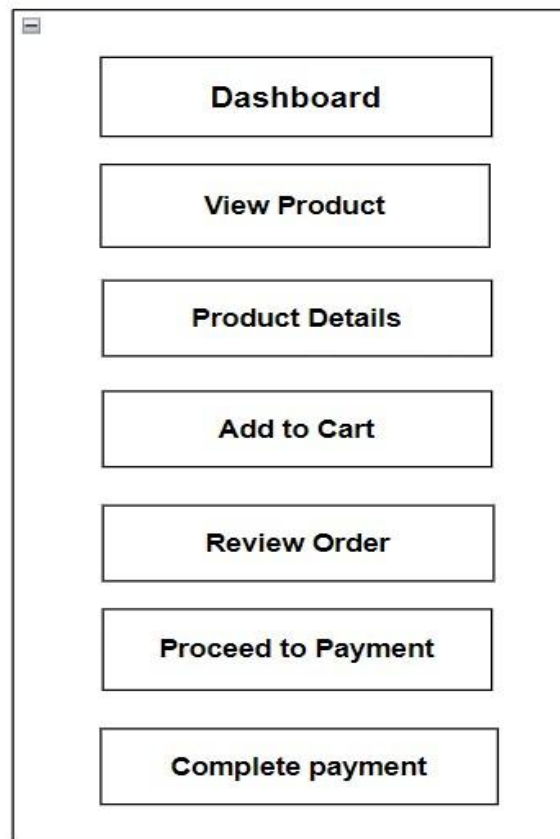 Dashboard
View Product
Product Details
Add to Cart
Review Order
Proceed to Payment
Complete payment